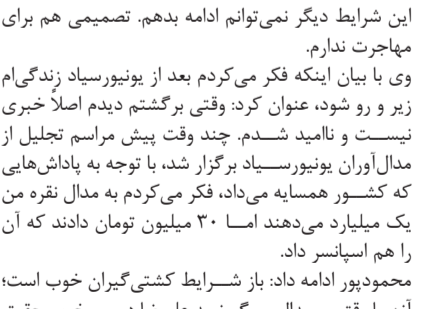 این شرایط دیگر نمی‌توانم ادامه بدهم. تصمیمی هم برای
مهاجرت ندارم.
وی با بیان اینکه فکر می‌کردم بعد از یونیورسیاد زندگی‌ام
زیر و رو شود، عنوان کرد: وقتی برگشتم دیدم اصلاً خبری
نیست و ناامید شدم. چند وقت پیش مراسم تجلیل از
مدال‌آوران یونیورسیاد برگزار شد، با توجه به پاداش‌هایی
که کشور همسایه می‌داد، فکر می‌کردم به مدال نقره من
یک میلیارد می‌دهند اما ۳۰ میلیون تومان دادند که آن
را هم اسپانسر داد.
محمودپور ادامه داد: باز شرایط کشتی‌گیران خوب است؛